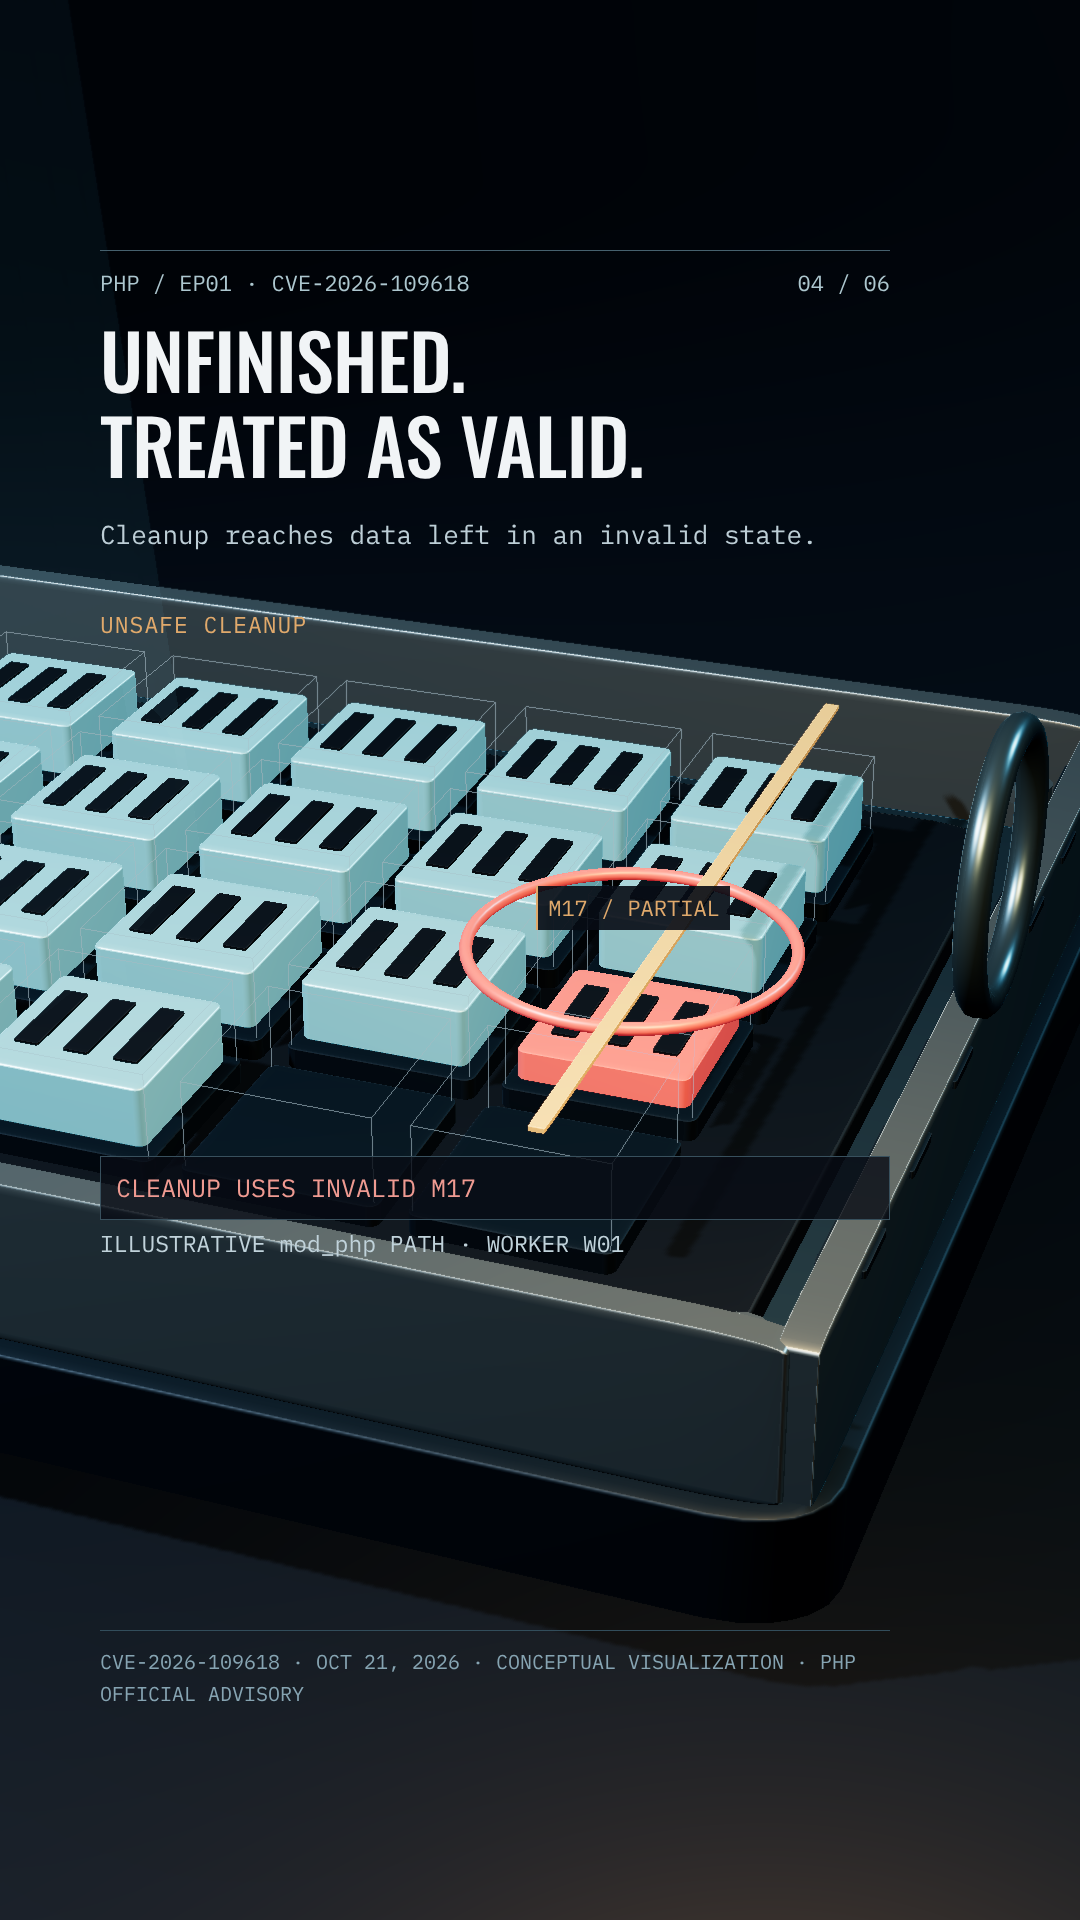 PHP / EP01 · CVE-2026-109618
04 / 06
UNFINISHED.
TREATED AS VALID.
Cleanup reaches data left in an invalid state.
UNSAFE CLEANUP
M17 / PARTIAL
CLEANUP USES INVALID M17
ILLUSTRATIVE mod_php PATH · WORKER W01
CVE-2026-109618 · OCT 21, 2026 · CONCEPTUAL VISUALIZATION · PHP
OFFICIAL ADVISORY